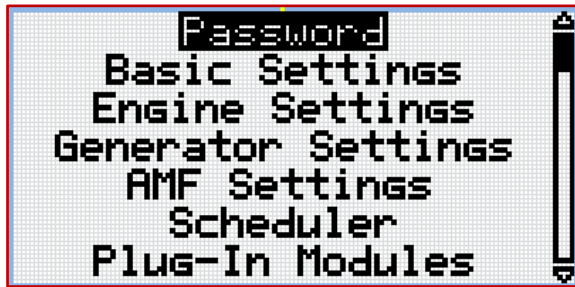 Password
Basic Settings
Engine Settings
Generator Settings
AMF Settings
Scheduler
Plug-In Modules